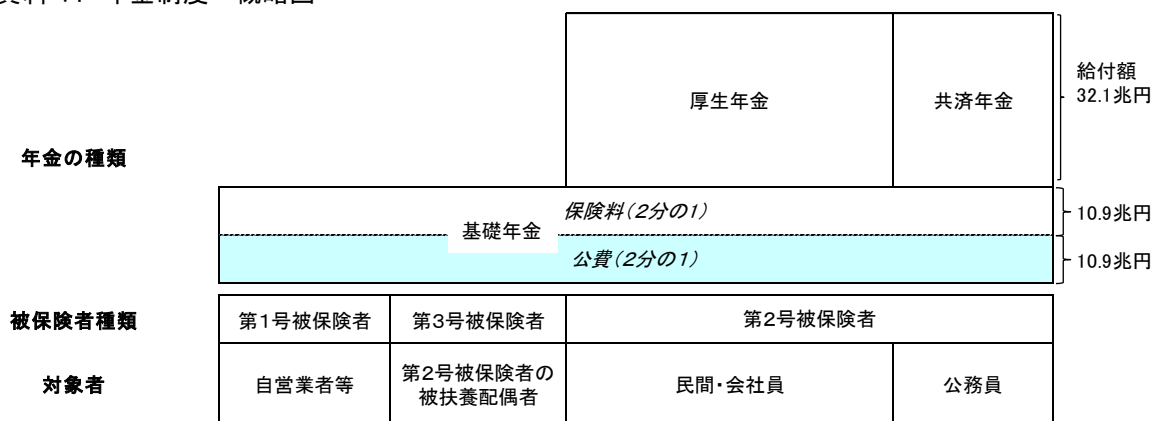 給付額
厚生年金 共済年金 32.1兆円
年金の種類
保険料(2分の1) 10.9兆円
基礎年金
公費(2分の1) 10.9兆円
被保険者種類 第1号被保険者 第3号被保険者 第2号被保険者
対象者 自営業者等 第2号被保険者の
被扶養配偶者 民間・会社員 公務員